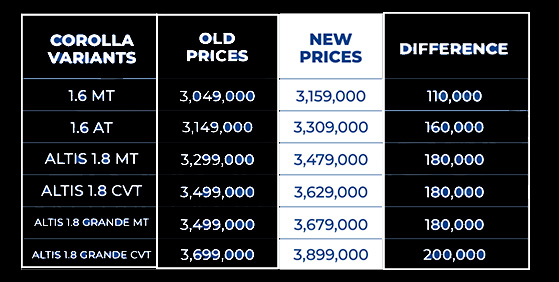 COROLLA VARIANTS OLD PRICES NEW PRICES DIFFERENCE
1.6 MT 3,049,000 3,159,000 110,000
1.6 AT 3,149,000 3,309,000 160,000
ALTIS 1.8 MT 3,299,000 3,479,000 180,000
ALTIS 1.8 CVT 3,499,000 3,629,000 180,000
ALTIS 1.8 GRANDE MT 3,499,000 3,679,000 180,000
ALTIS 1.8 GRANDE CVT 3,699,000 3,899,000 200,000